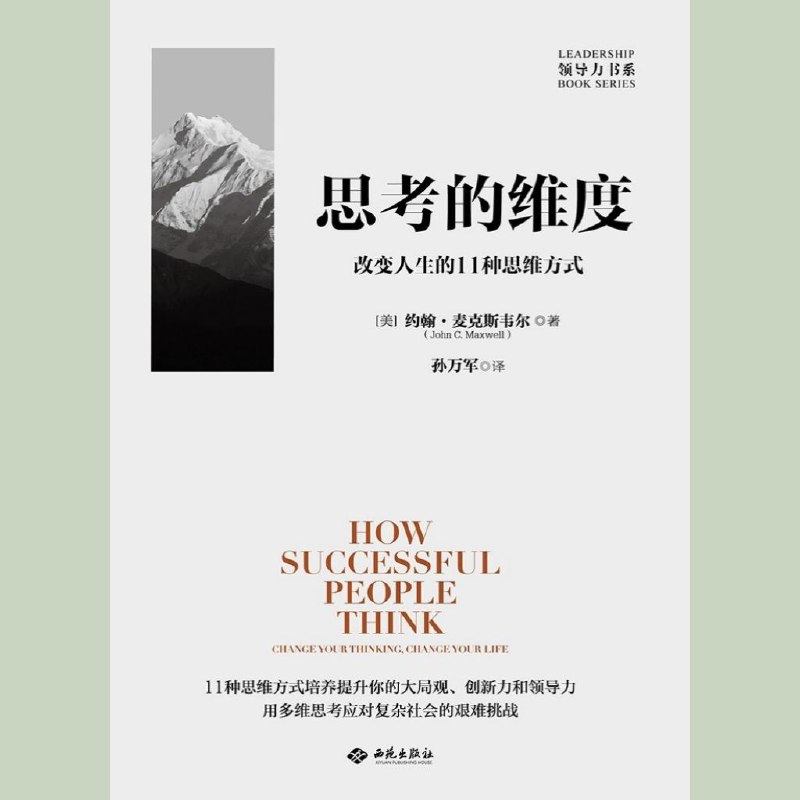 LEADERSHIP
领导力书系
BOOK SERIES
思考的维度
改变人生的11种思维方式
[美] 约翰·麦克斯韦尔 ◎著
(John C. Maxwell)
孙万军◎译
HOW
SUCCESSFUL
PEOPLE
THINK
CHANGE YOUR THINKING, CHANGE YOUR LIFE
11种思维方式培养提升你的大局观、创新力和领导力
用多维思考应对复杂社会的艰难挑战
西苑出版社
XIYUAN PUBLISHING HOUSE